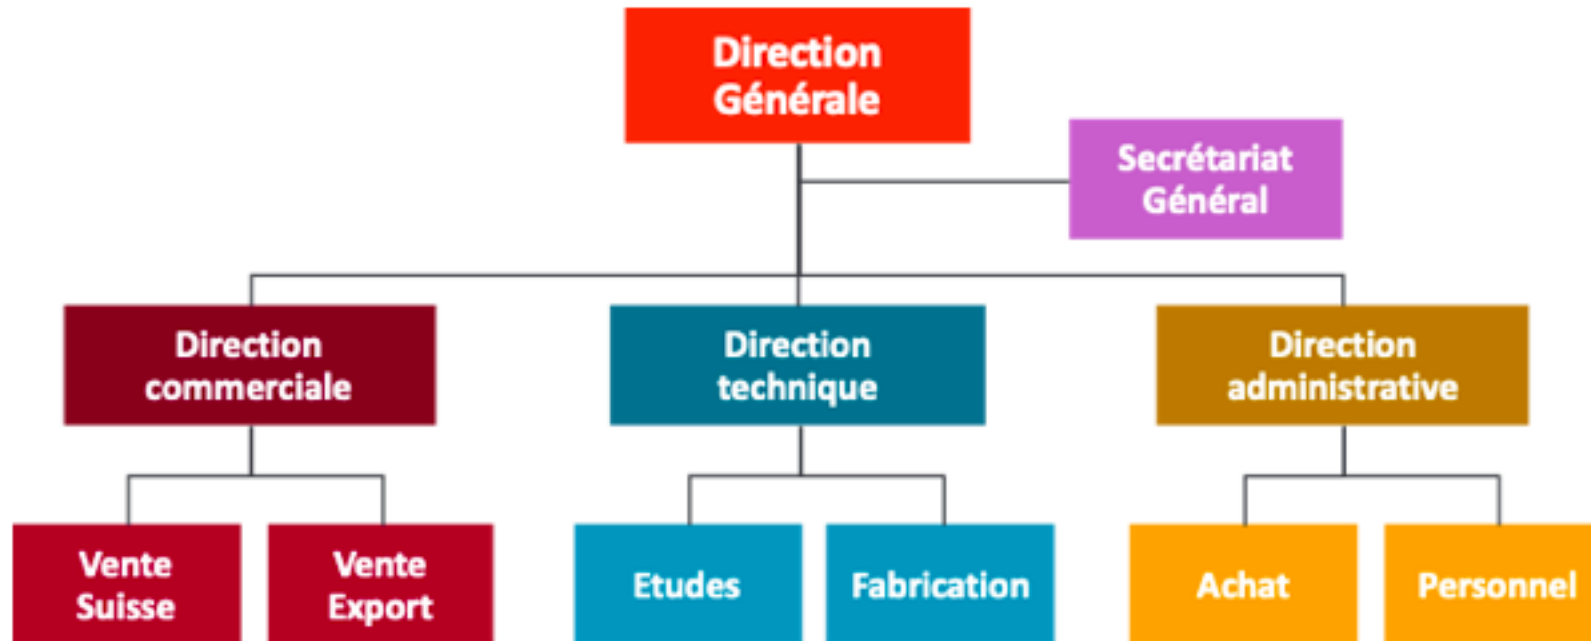 Direction
Générale
Secrétariat
Général
Direction
commerciale
Direction
technique
Direction
administrative
Vente
Suisse
Vente
Export
Etudes
Fabrication
Achat
Personnel